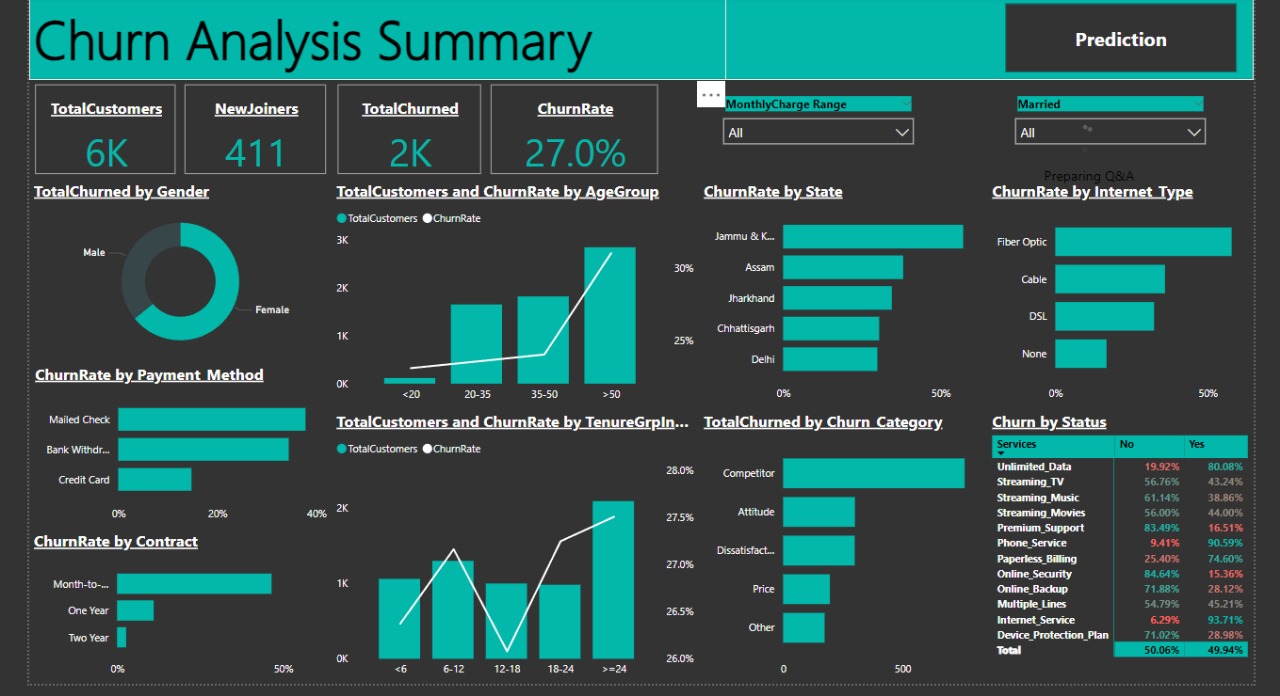 Churn Analysis Summary
Prediction
TotalCustomers
6K
NewJoiners
411
TotalChurned
2K
ChurnRate
27.0%
MonthlyCharge Range
All
Married
All
Preparing Q&A
TotalChurned by Gender
Male
Female
TotalCustomers and ChurnRate by AgeGroup
TotalCustomers ChurnRate
3K
2K
1K
0K
30%
25%
<20 20-35 35-50 >50
ChurnRate by State
Jammu & K...
Assam
Jharkhand
Chhattisgarh
Delhi
0% 50%
ChurnRate by Internet_Type
Fiber Optic
Cable
DSL
None
0% 50%
ChurnRate by Payment_Method
Mailed Check
Bank Withdr...
Credit Card
0% 20% 40%
ChurnRate by Contract
Month-to-...
One Year
Two Year
0% 50%
TotalCustomers and ChurnRate by TenureGrpIn...
TotalCustomers ChurnRate
2K
1K
0K
28.0%
27.5%
27.0%
26.5%
26.0%
<6 6-12 12-18 18-24 >=24
TotalChurned by Churn_Category
Competitor
Attitude
Dissatisfact...
Price
Other
0 500
Churn by Status
Services No Yes
Unlimited_Data 19.92% 80.08%
Streaming_TV 56.76% 43.24%
Streaming_Music 61.14% 38.86%
Streaming_Movies 56.00% 44.00%
Premium_Support 83.49% 16.51%
Phone_Service 9.41% 90.59%
Paperless_Billing 25.40% 74.60%
Online_Security 84.64% 15.36%
Online_Backup 71.88% 28.12%
Multiple_Lines 54.79% 45.21%
Internet_Service 6.29% 93.71%
Device_Protection_Plan 71.02% 28.98%
Total 50.06% 49.94%